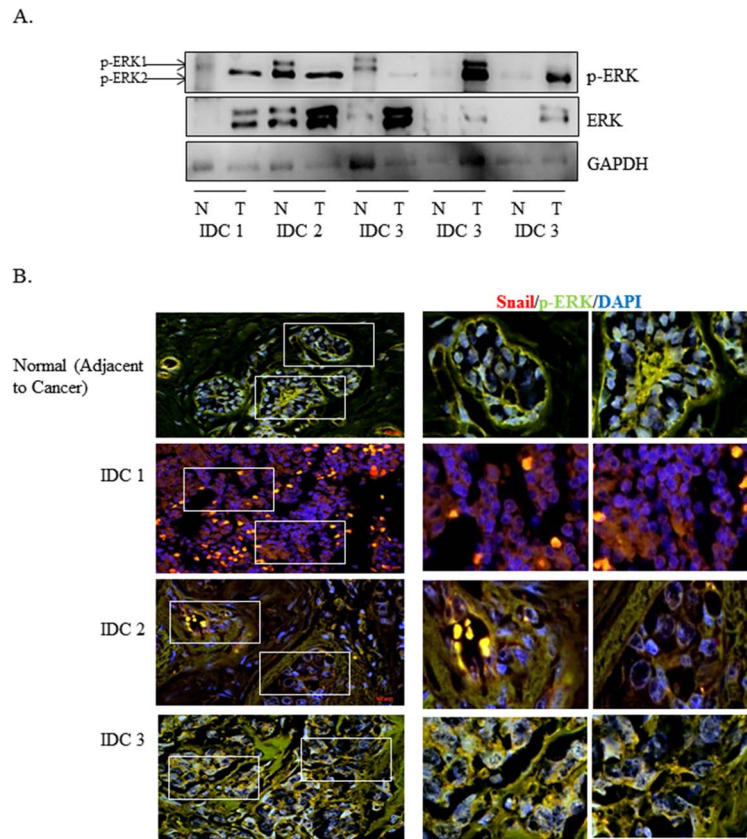 A.
p-ERK1
p-ERK2
p-ERK
ERK
GAPDH
N T N T N T N T N T
IDC 1 IDC 2 IDC 3 IDC 3 IDC 3
B.
Snail/p-ERK/DAPI
Normal (Adjacent
to Cancer)
IDC 1
IDC 2
IDC 3